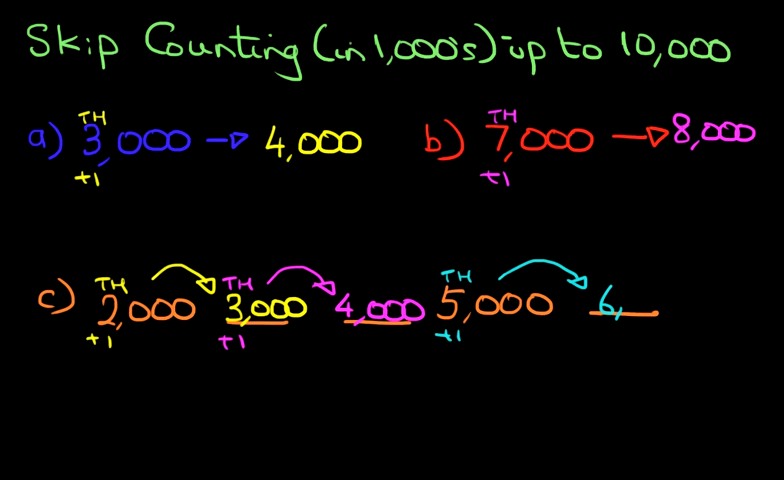 Skip Counting (in 1,000's) - up to 10,000
TH TH
a) 3,000 → 4,000 b) 7,000 → 8,000
+1 +1
TH TH TH
c) 2,000 3,000 4,000 5,000 6,
+1 +1 +1